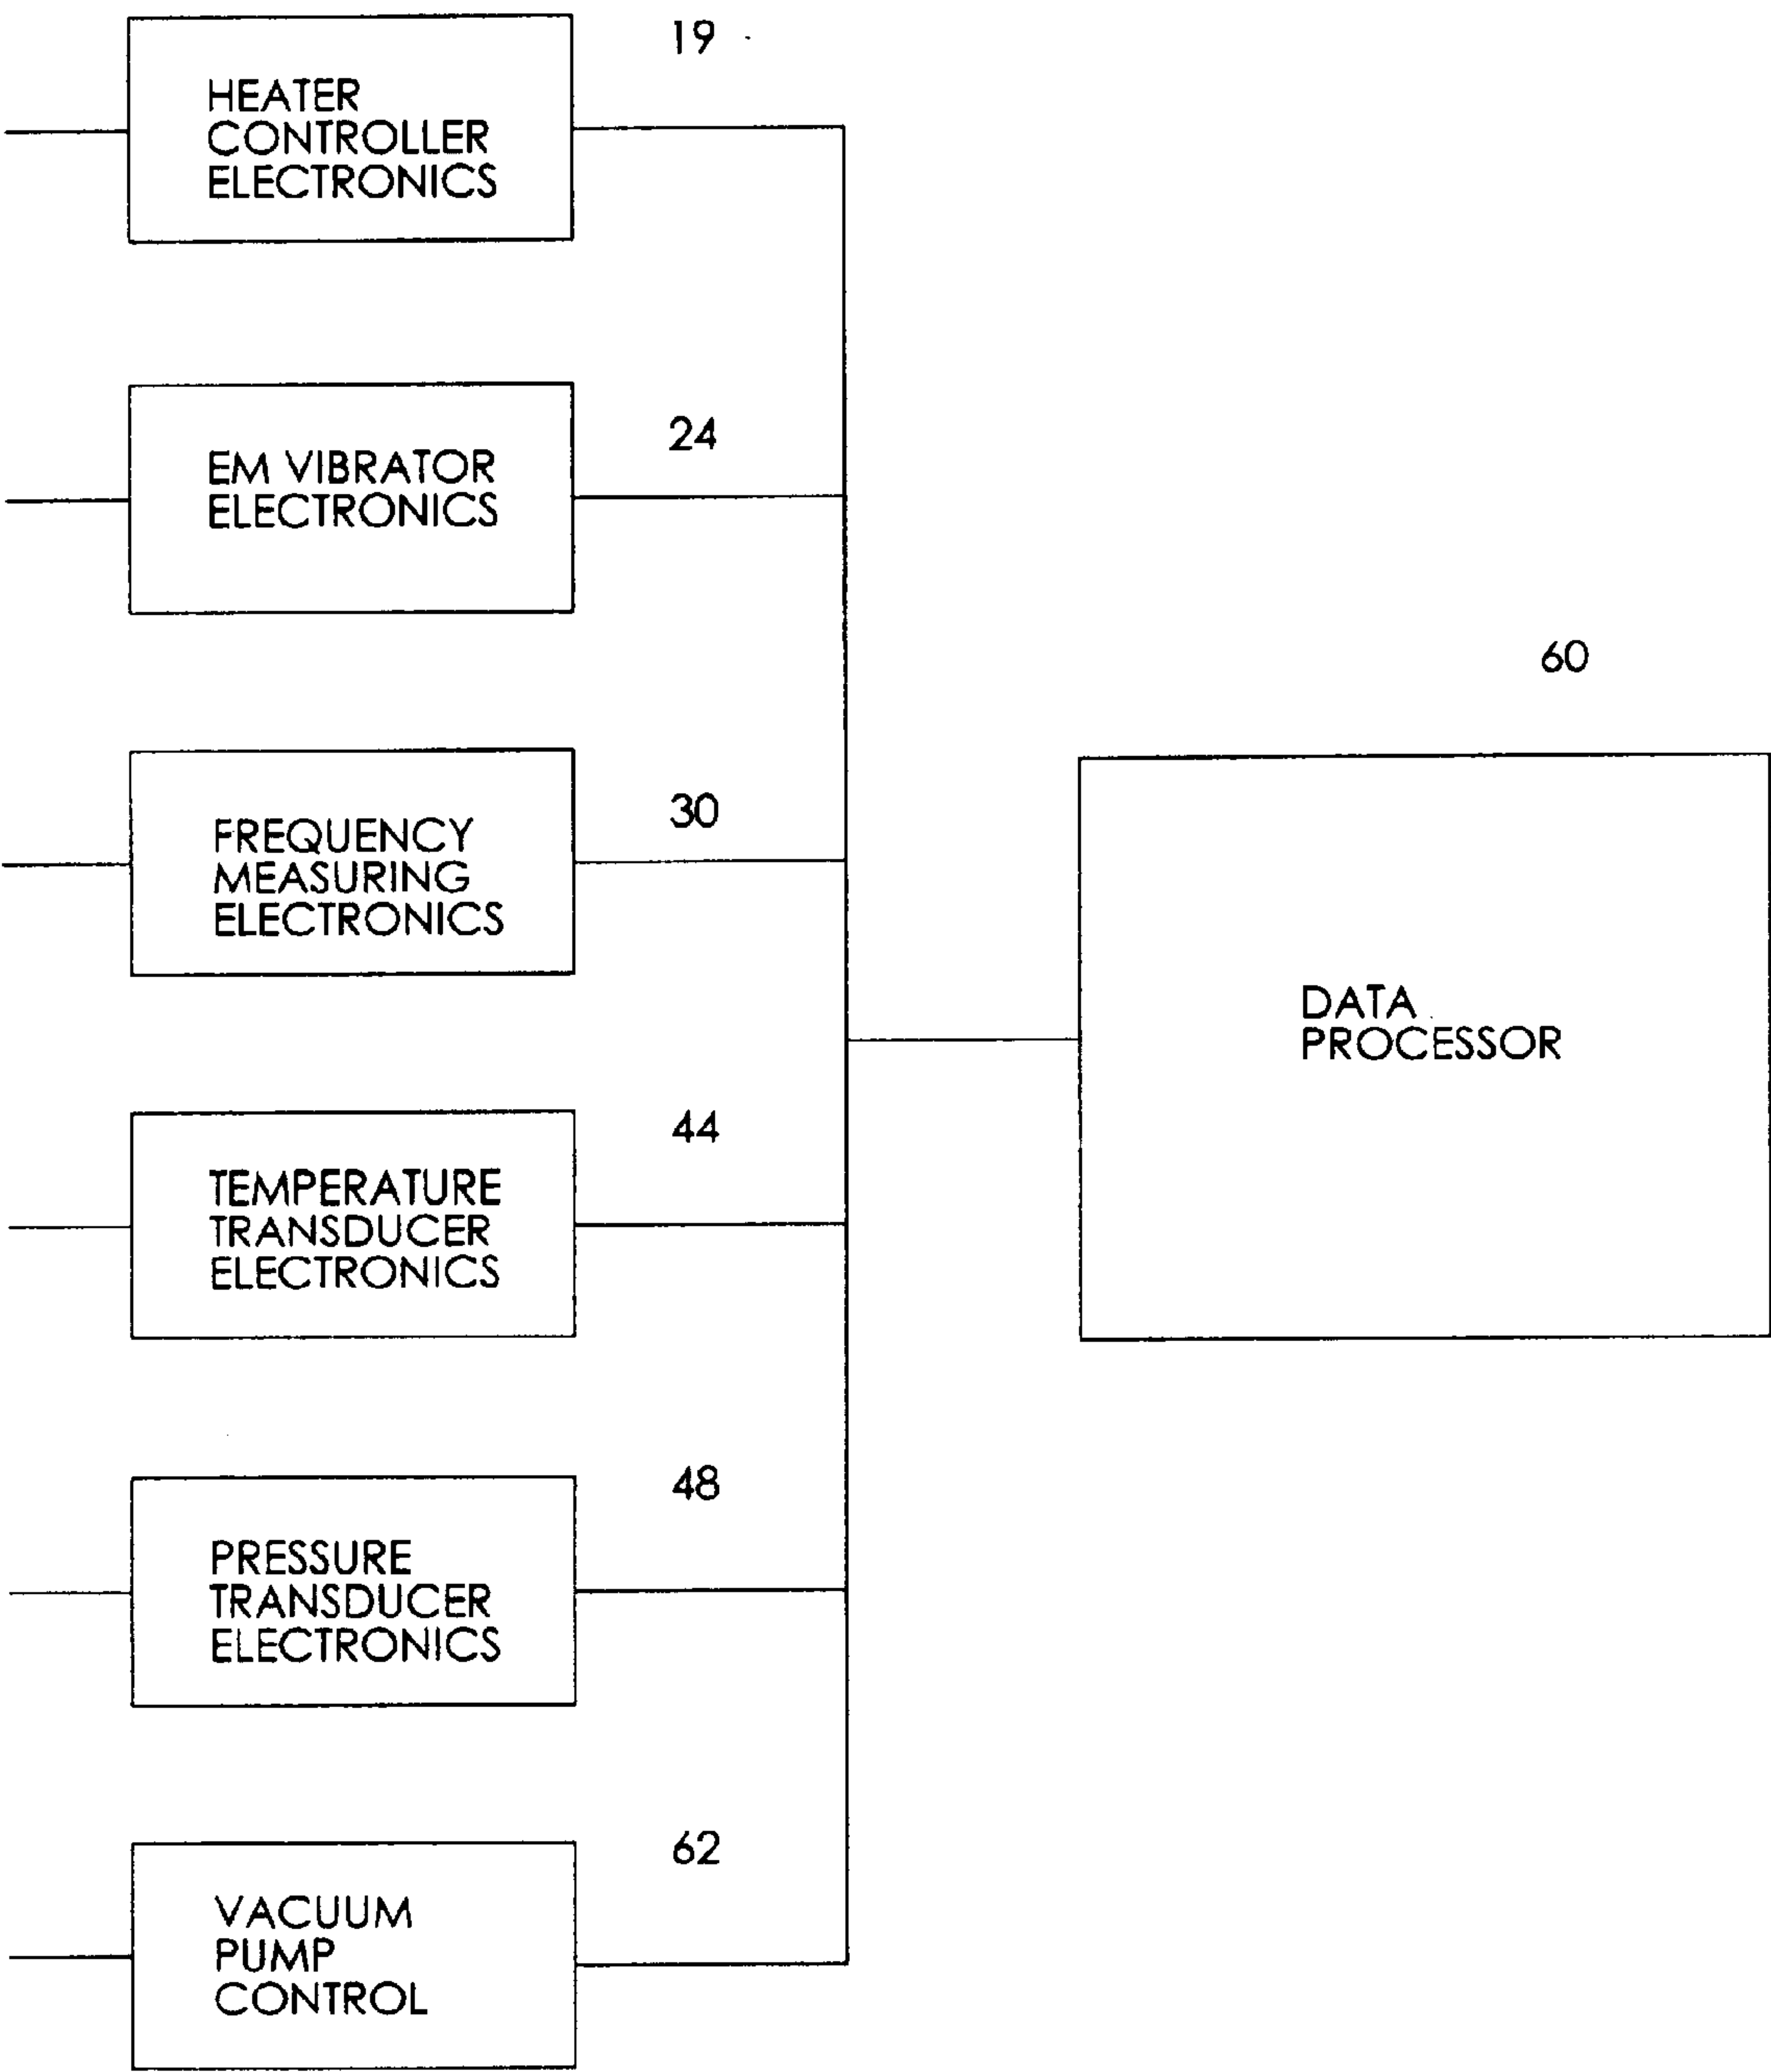 19
HEATER
CONTROLLER
ELECTRONICS
24
EM VIBRATOR
ELECTRONICS
30
FREQUENCY
MEASURING
ELECTRONICS
60
DATA
PROCESSOR
44
TEMPERATURE
TRANSDUCER
ELECTRONICS
48
PRESSURE
TRANSDUCER
ELECTRONICS
62
VACUUM
PUMP
CONTROL